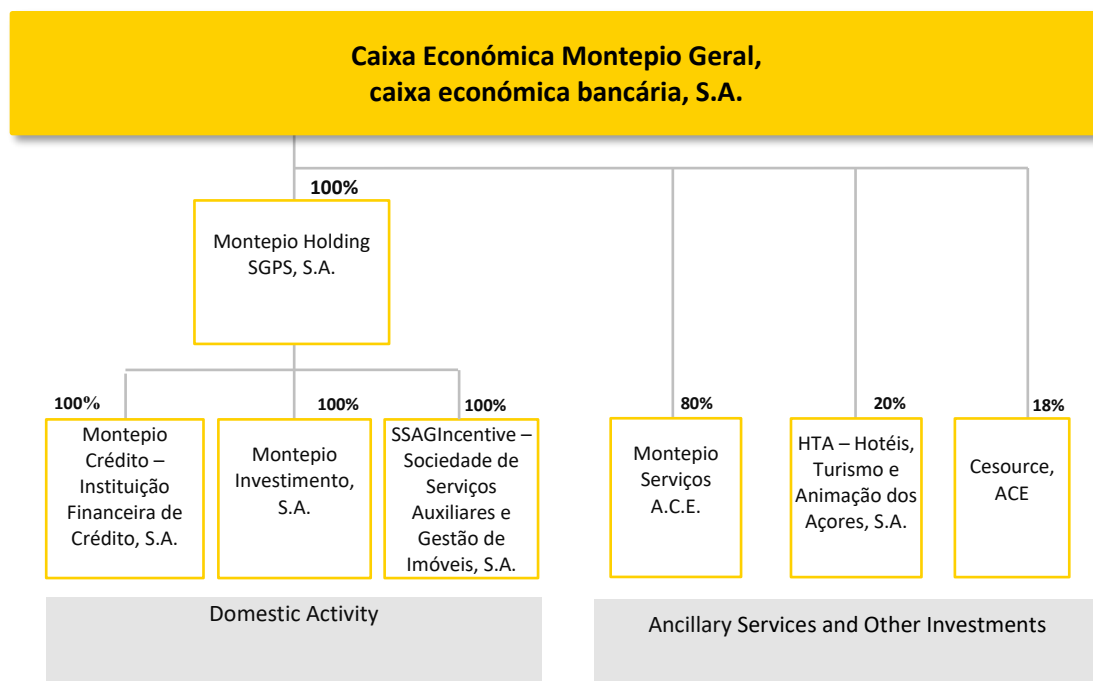 Caixa Económica Montepio Geral,
caixa económica bancária, S.A.
100%
Montepio Holding
SGPS, S.A.
100%
100%
100%
80%
20%
18%
Montepio
Crédito –
Instituição
Financeira de
Crédito, S.A.
Montepio
Investimento,
S.A.
SSAGIncentive –
Sociedade de
Serviços
Auxiliares e
Gestão de
Imóveis, S.A.
Montepio
Serviços
A.C.E.
HTA – Hotéis,
Turismo e
Animação dos
Açores, S.A.
Cesource,
ACE
Domestic Activity
Ancillary Services and Other Investments